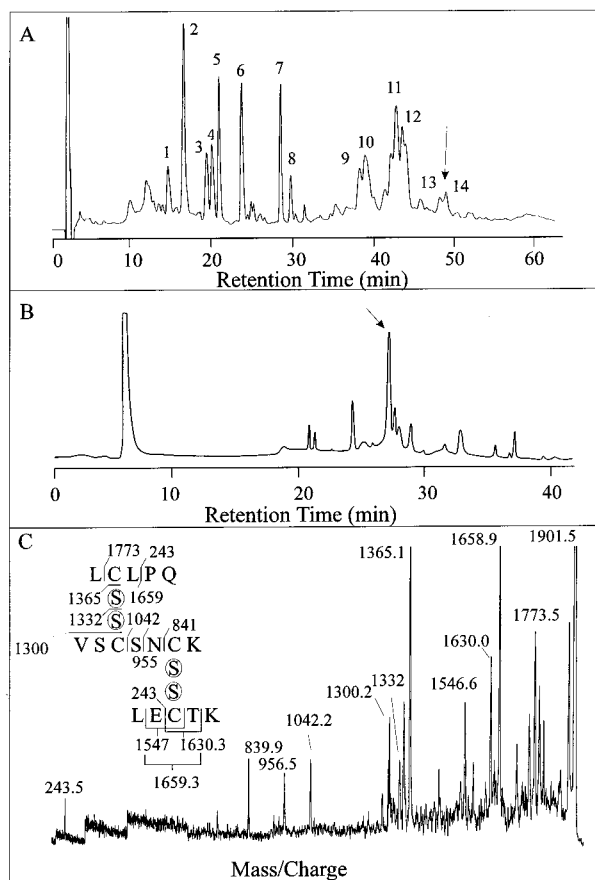 A
1
2
3
4
5
6
7
8
9
10
11
12
13
14
0 10 20 30 40 50 60
Retention Time (min)
B
0 10 20 30 40
Retention Time (min)
C
1773 243
L C L P Q
1365 S 1659
1332 S 1042 841
1300 V S C S N C K
955 S
243 S
L E C T K
1547 1630.3
1659.3
243.5
839.9
956.5
1042.2
1300.2
1332
1365.1
1546.6
1630.0
1658.9
1773.5
1901.5
Mass/Charge